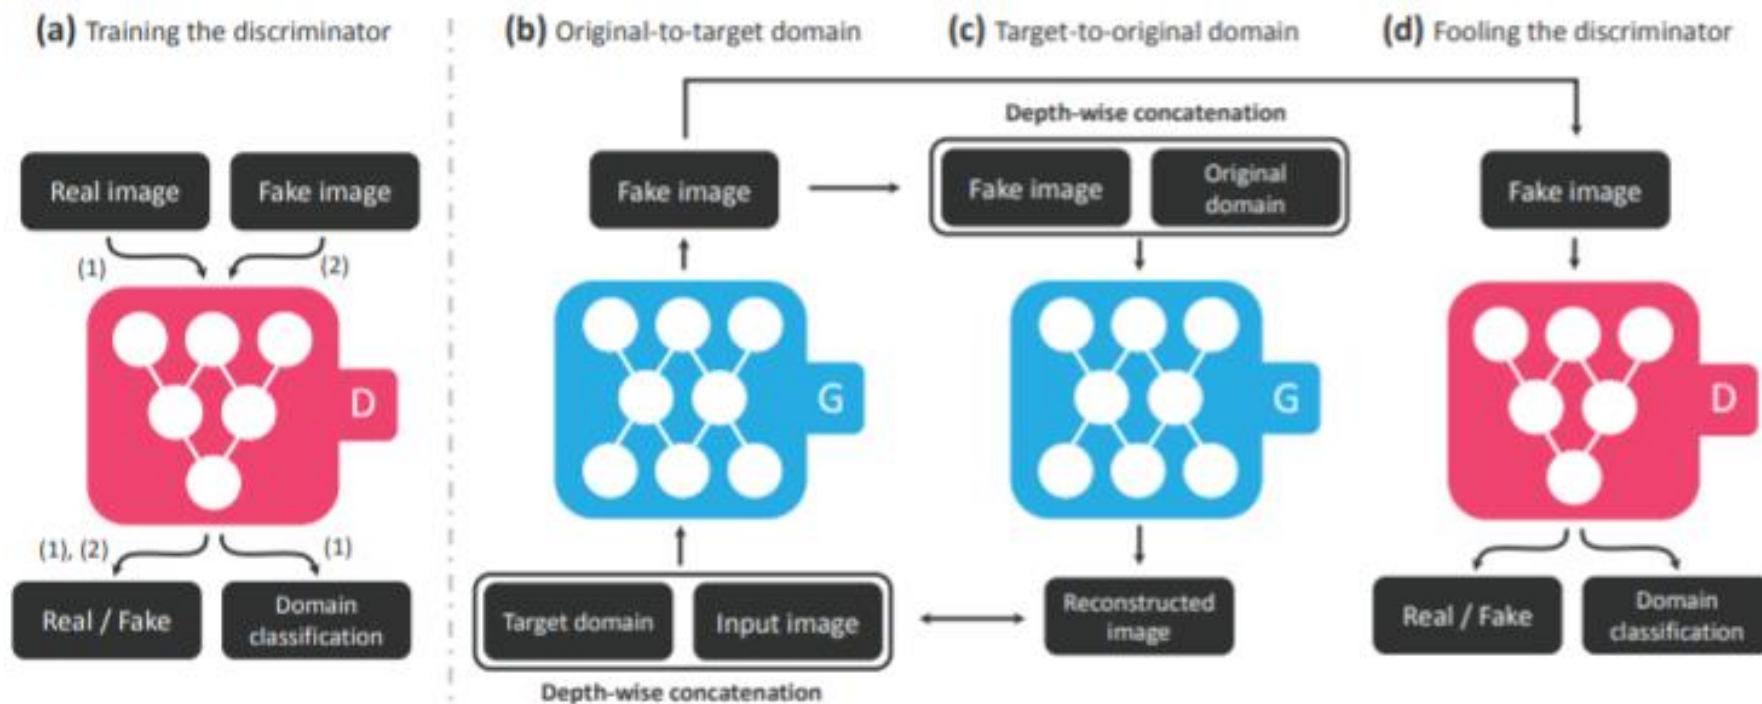 (a) Training the discriminator
(b) Original-to-target domain
(c) Target-to-original domain
(d) Fooling the discriminator
Real image
Fake image
(1)
(2)
D
(1), (2)
(1)
Real / Fake
Domain
classification
Fake image
G
Target domain
Input image
Depth-wise concatenation
Depth-wise concatenation
Fake image
Original
domain
G
Reconstructed
image
Fake image
D
Real / Fake
Domain
classification